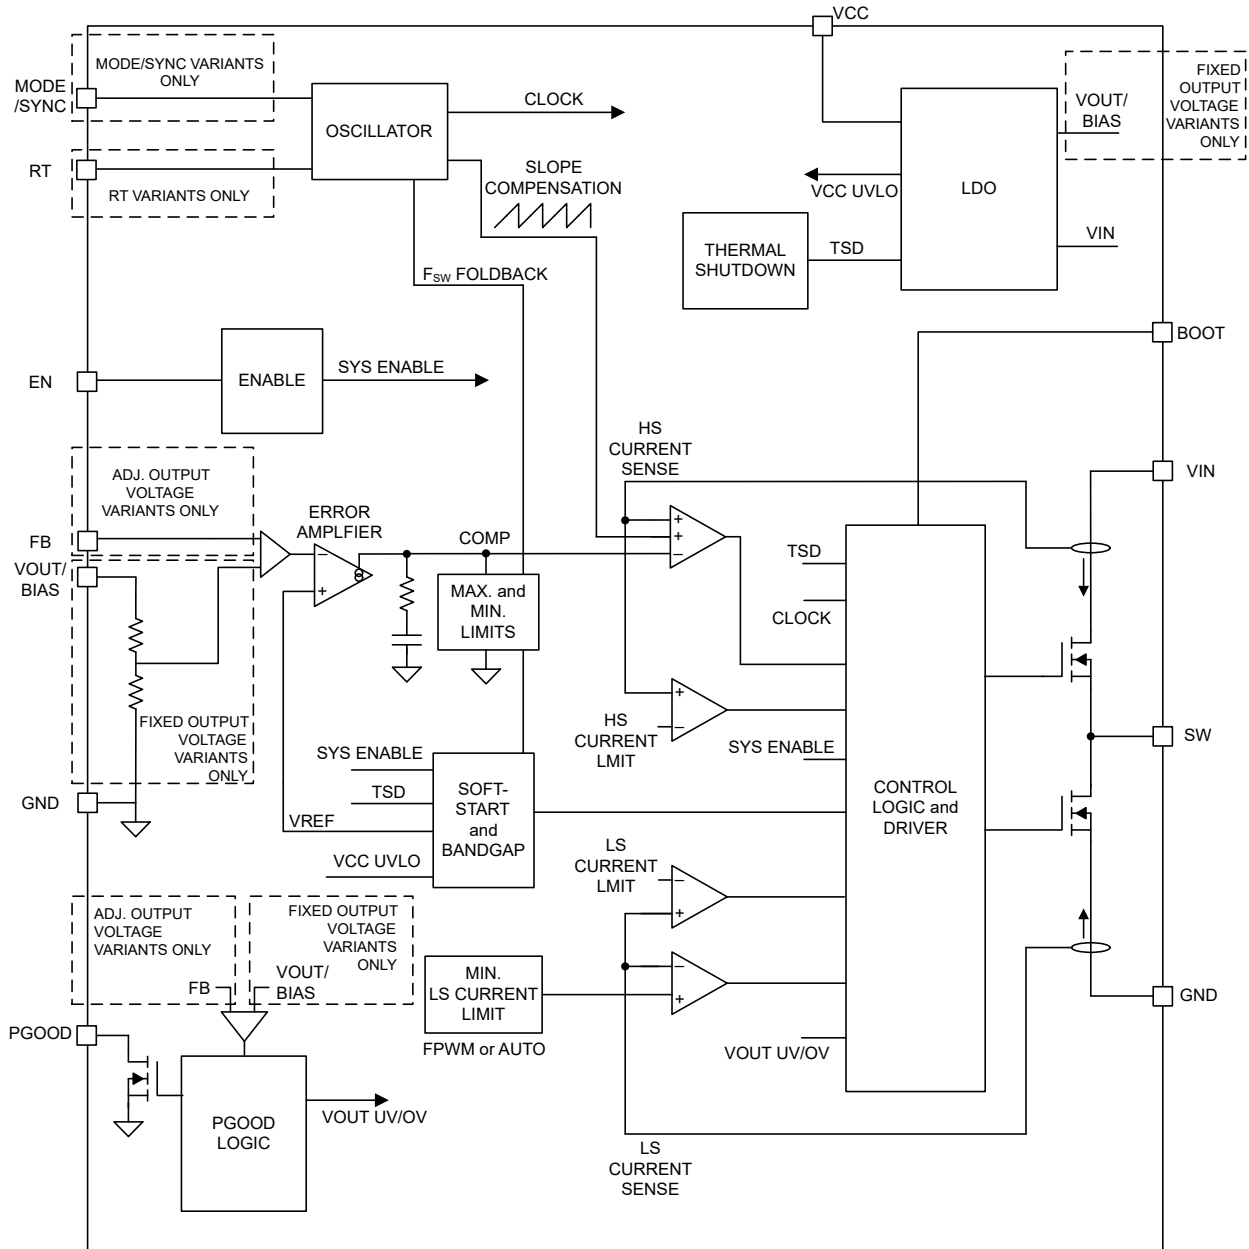 VCC
MODE/SYNC VARIANTS
ONLY
MODE
/SYNC
OSCILLATOR
CLOCK
RT
RT VARIANTS ONLY
SLOPE
COMPENSATION
VCC UVLO
LDO
VOUT/
BIAS
FIXED
OUTPUT
VOLTAGE
VARIANTS
ONLY
THERMAL
SHUTDOWN
TSD
VIN
FSW FOLDBACK
BOOT
EN
ENABLE
SYS ENABLE
HS
CURRENT
SENSE
VIN
ADJ. OUTPUT
VOLTAGE
VARIANTS ONLY
FB
VOUT/
BIAS
ERROR
AMPLFIER
−
+
COMP
MAX. and
MIN.
LIMITS
+
+
−
TSD
CLOCK
FIXED OUTPUT
VOLTAGE
VARIANTS
ONLY
+
−
HS
CURRENT
LMIT
SYS ENABLE
SW
GND
SYS ENABLE
TSD
VREF
VCC UVLO
SOFT-
START
and
BANDGAP
CONTROL
LOGIC and
DRIVER
LS
CURRENT
LMIT
−
+
ADJ. OUTPUT
VOLTAGE
VARIANTS ONLY
FIXED OUTPUT
VOLTAGE
VARIANTS
ONLY
FB
VOUT/
BIAS
MIN.
LS CURRENT
LIMIT
FPWM or AUTO
−
+
GND
PGOOD
VOUT UV/OV
PGOOD
LOGIC
VOUT UV/OV
LS
CURRENT
SENSE